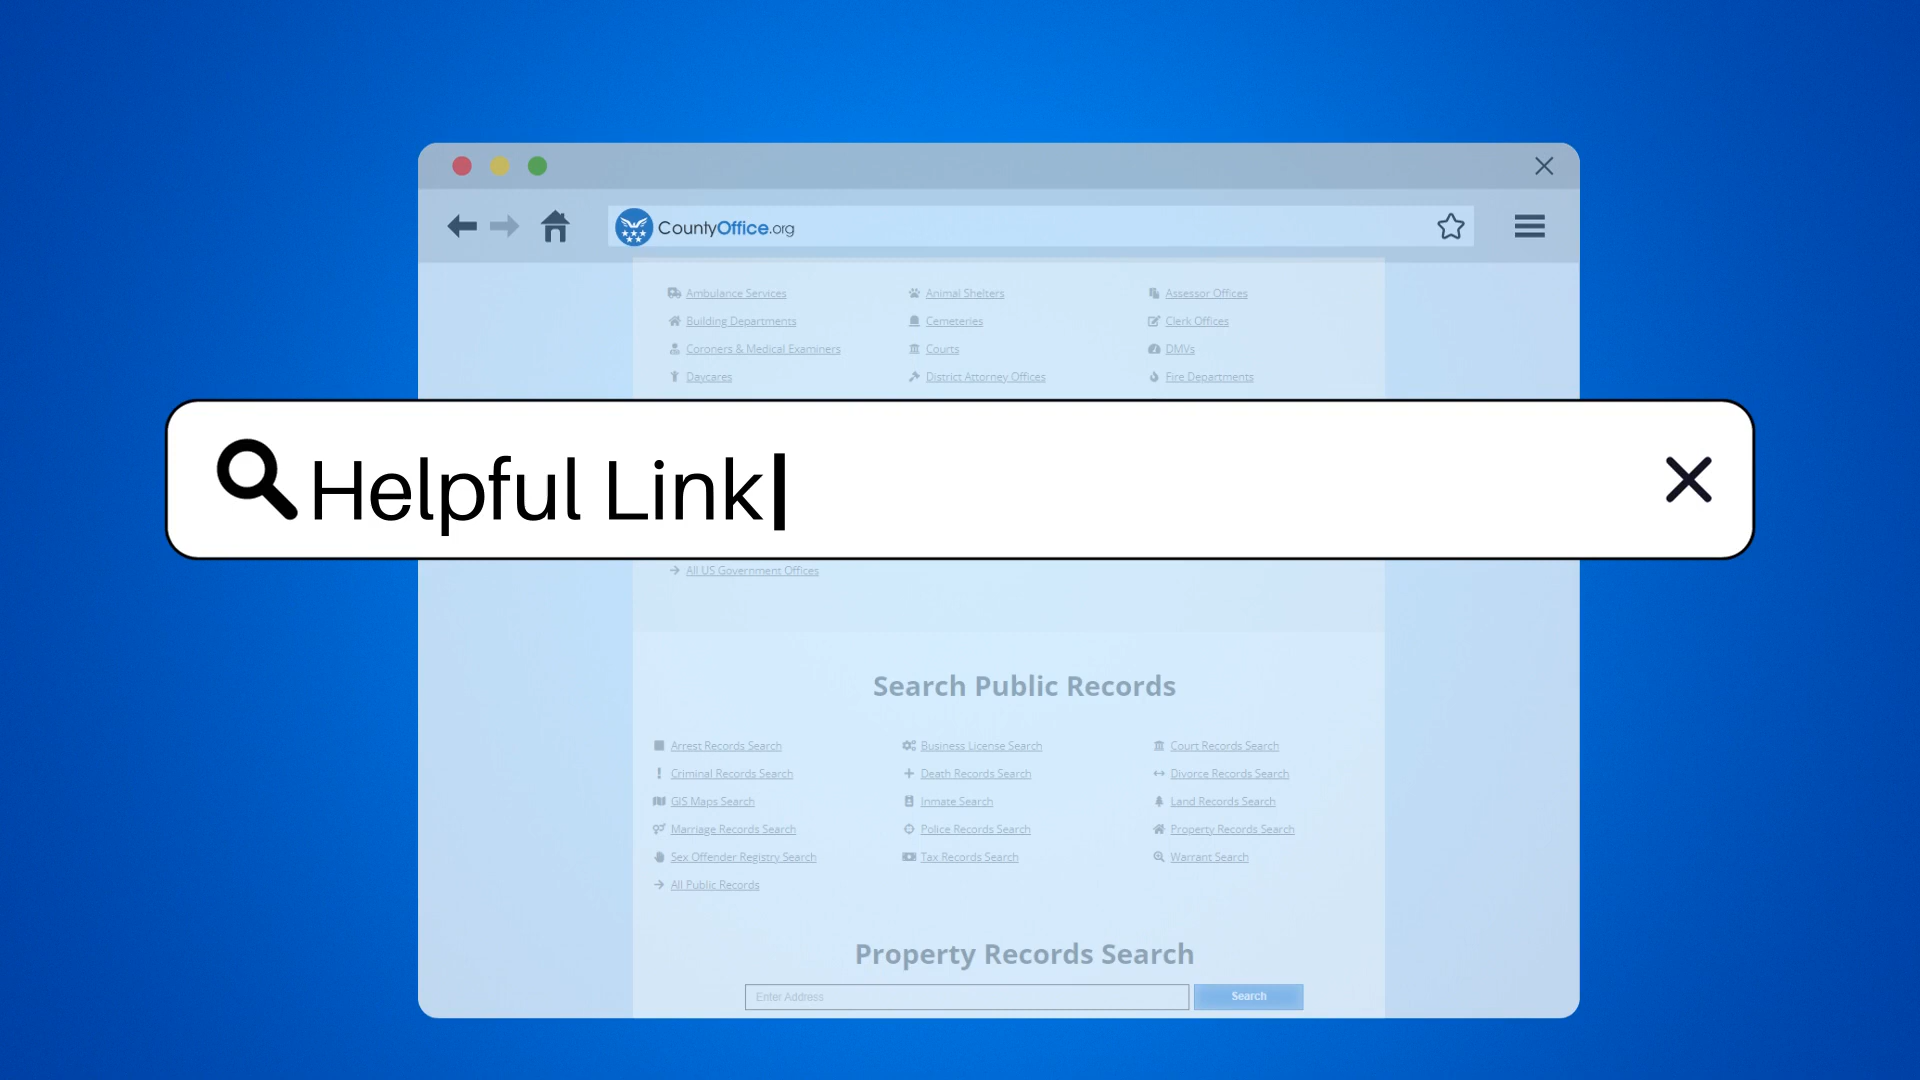 CountyOffice.org
Ambulance Services Animal Shelters Assessor Offices
Building Departments Cemeteries Clerk Offices
Coroners & Medical Examiners Courts DMVs
Daycares District Attorney Offices Fire Departments
Helpful Link
All US Government Offices
Search Public Records
Arrest Records Search Business License Search Court Records Search
Criminal Records Search Death Records Search Divorce Records Search
GIS Maps Search Inmate Search Land Records Search
Marriage Records Search Police Records Search Property Records Search
Sex Offender Registry Search Tax Records Search Warrant Search
All Public Records
Property Records Search
Enter Address Search